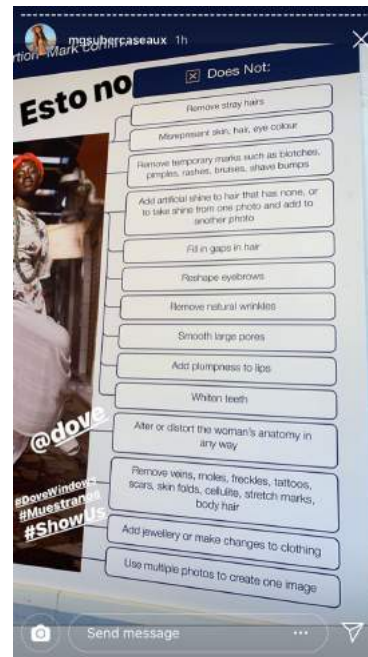 mgsubercaseaux 1h
Esto no
Does Not:
Remove stray hairs
Misrepresent skin, hair, eye colour
Remove temporary marks such as blotches,
pimples, rashes, bruises, shave bumps
Add artificial shine to hair that has none, or
to take shine from one photo and add to
another photo
Fill in gaps in hair
Reshape eyebrows
Remove natural wrinkles
Smooth large pores
Add plumpness to lips
Whiten teeth
Alter or distort the woman's anatomy in
any way
Remove veins, moles, freckles, tattoos,
scars, skin folds, cellulite, stretch marks,
body hair
Add jewellery or make changes to clothing
Use multiple photos to create one image
@dove
#DoveWindows
#Muestranos
#ShowUs
Send message